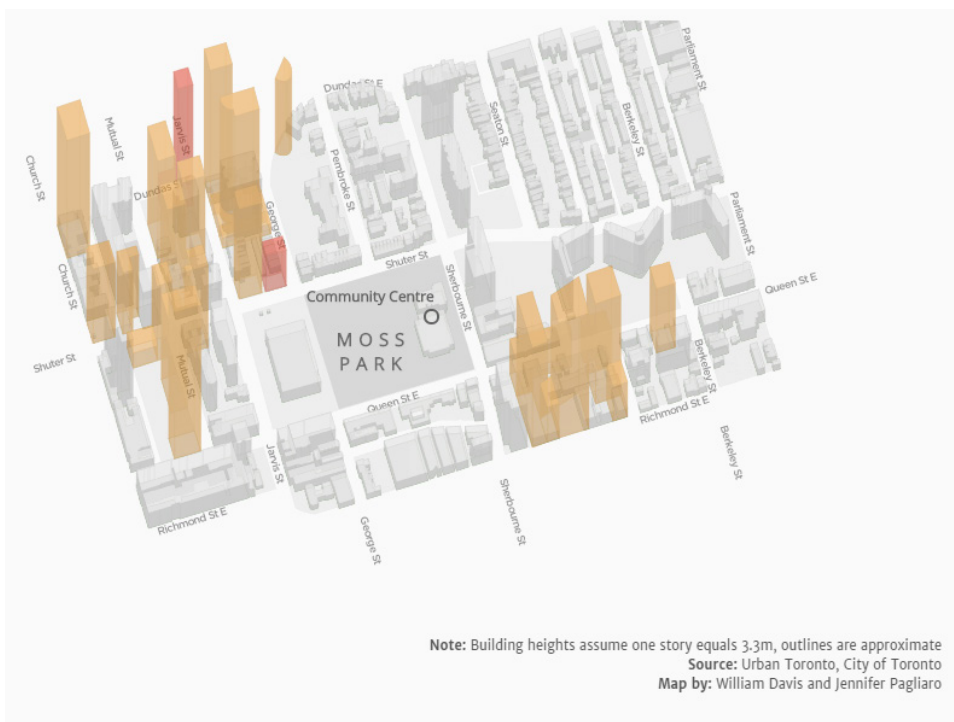 Parliament St
Dundas St E
Mutual St
Jarvis St
Seaton St
Berkeley St
Church St
Pembroke St
Dundas St
George St
Parliament St
Church St
Shuter St
Sherbourne St
Queen St E
Community Centre
MOSS
PARK
Shuter St
Mutual St
Berkeley St
Queen St E
Richmond St E
Jarvis St
Berkeley St
Sherbourne St
Richmond St E
George St
Note: Building heights assume one story equals 3.3m, outlines are approximate
Source: Urban Toronto, City of Toronto
Map by: William Davis and Jennifer Pagliaro